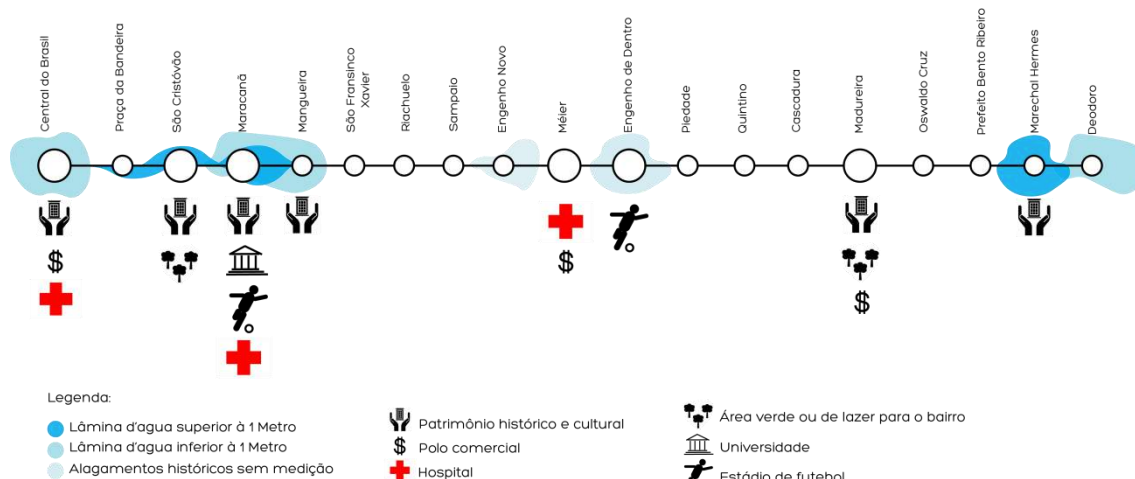 Central do Brasil
Praça da Bandeira
São Cristóvão
Maracanã
Mangueira
São Fransinco
Xavier
Riachuelo
Sampaio
Engenho Novo
Méier
Engenho de Dentro
Piedade
Quintino
Cascadura
Madureira
Oswaldo Cruz
Prefeito Bento Ribeiro
Marechal Hermes
Deodoro
$
$
$
Legenda:
Lâmina d'agua superior à 1 Metro
Lâmina d'agua inferior à 1 Metro
Alagamentos históricos sem medição
Patrimônio histórico e cultural
$ Polo comercial
Hospital
Área verde ou de lazer para o bairro
Universidade
Estádio de futebol